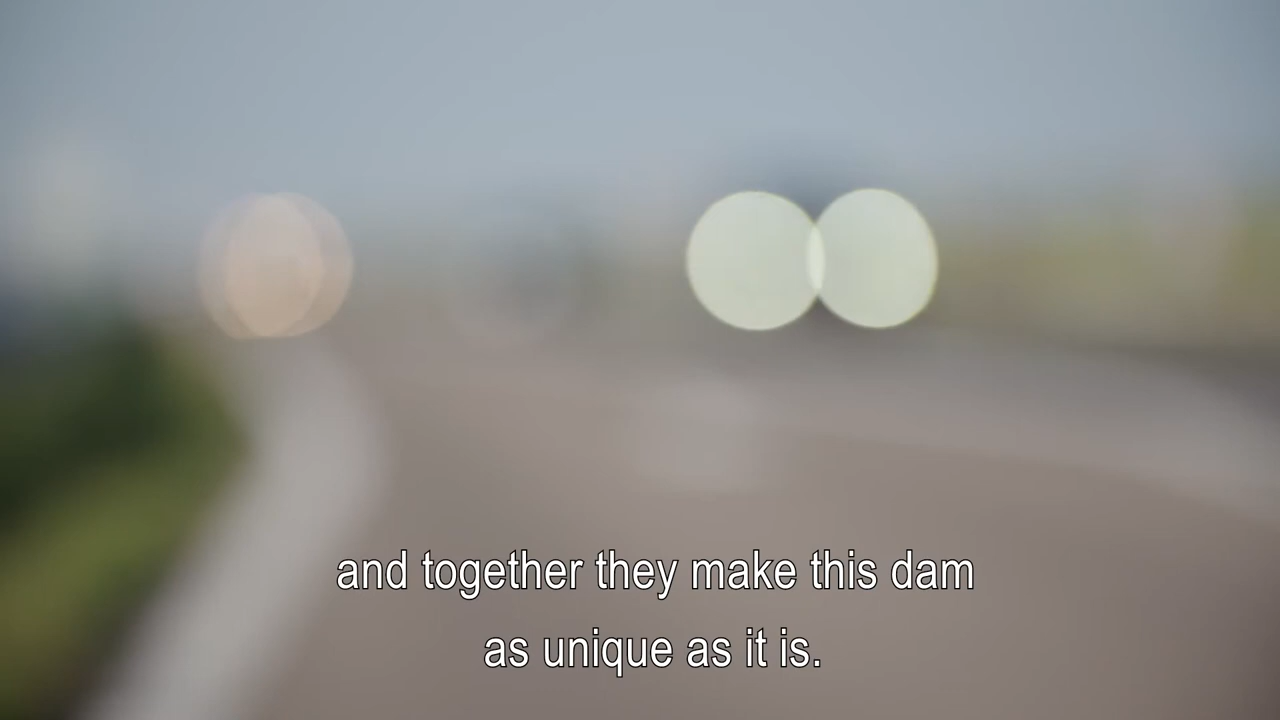 and together they make this dam
as unique as it is.